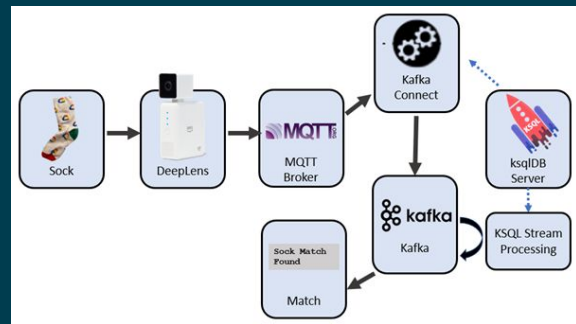 Sock
DeepLens
MQTT
.ORG
MQTT
Broker
Kafka
Connect
KSQL
ksqlDB
Server
kafka
Kafka
KSQL Stream
Processing
Sock Match
Found
Match